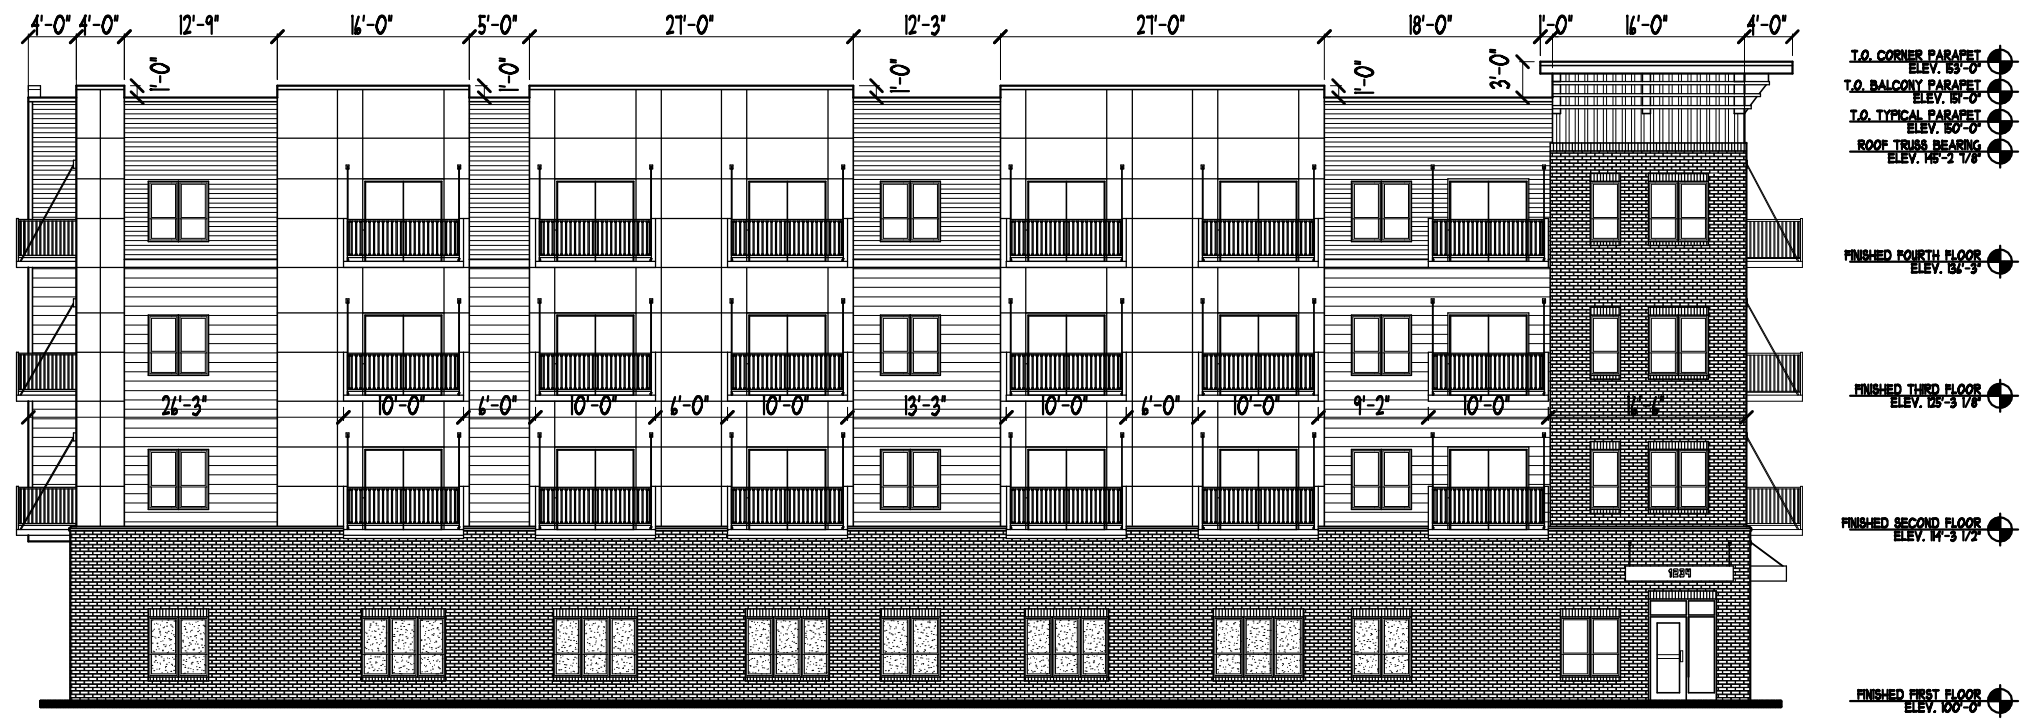 4'-0" 4'-0" 12'-9" 16'-0" 5'-0" 27'-0" 12'-3" 27'-0" 18'-0" 1'-0" 16'-0" 4'-0"
1'-0" 1'-0" 1'-0" 1'-0" 3'-0"
T.O. CORNER PARAPET
ELEV. 153'-0"
T.O. BALCONY PARAPET
ELEV. 151'-0"
T.O. TYPICAL PARAPET
ELEV. 150'-0"
ROOF TRUSS BEARING
ELEV. 145'-2 7/8"
FINISHED FOURTH FLOOR
ELEV. 136'-3"
FINISHED THIRD FLOOR
ELEV. 125'-3 1/8"
26'-3" 10'-0" 6'-0" 10'-0" 6'-0" 10'-0" 13'-3" 10'-0" 6'-0" 10'-0" 9'-2" 10'-0" 16'-6"
FINISHED SECOND FLOOR
ELEV. 114'-3 1/2"
FINISHED FIRST FLOOR
ELEV. 100'-0"